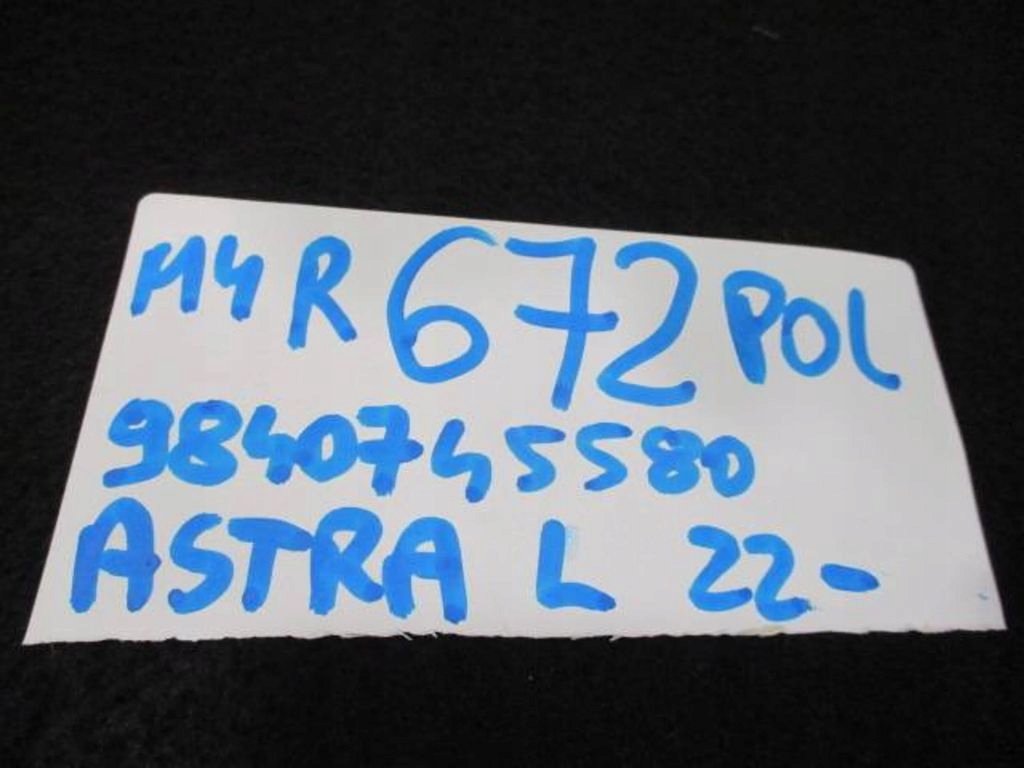 M4 R 672 POL
9840745580
ASTRA L 22-